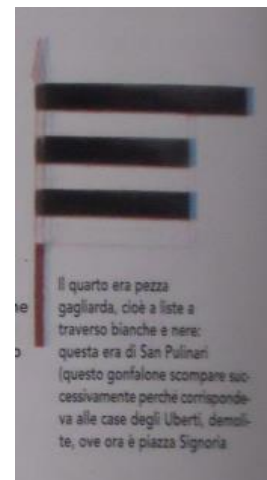 Il quarto era pezza
gagliarda, cioè a liste a
traverso bianche e nere:
questa era di San Pulinari
(questo gonfalone scompare suc-
cessivamente perché corrisponde-
va alle case degli Uberti, demoli-
te, ove ora è piazza Signoria